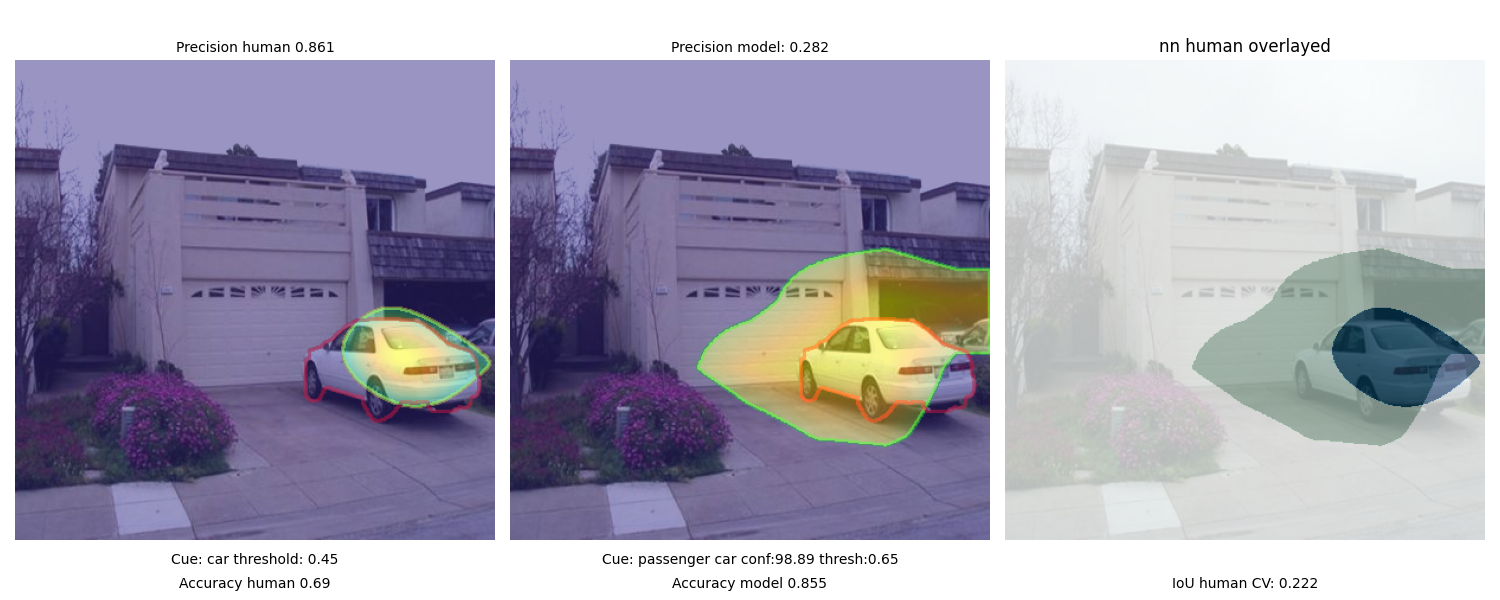 Precision human 0.861
Precision model: 0.282
nn human overlayed
Cue: car threshold: 0.45
Cue: passenger car conf:98.89 thresh:0.65
Accuracy human 0.69
Accuracy model 0.855
IoU human CV: 0.222